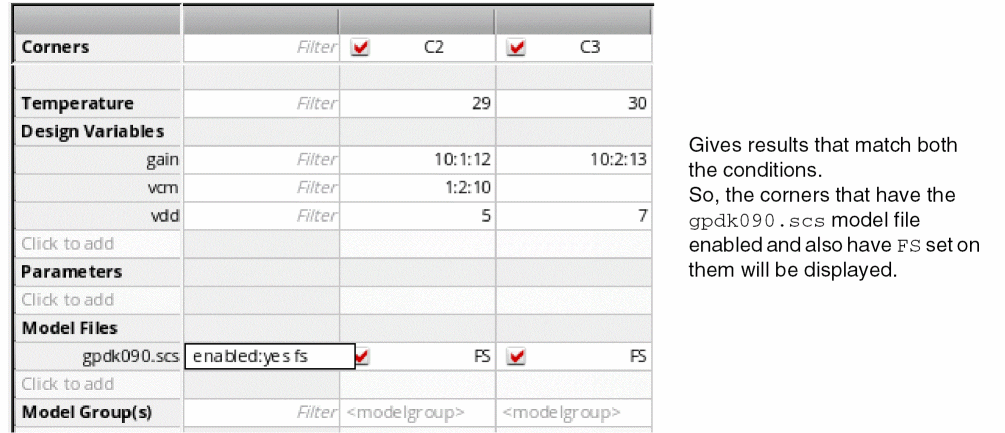 Corners Filter C2 C3
Temperature Filter 29 30
Design Variables
gain Filter 10:1:12 10:2:13
vcm Filter 1:2:10
vdd Filter 5 7
Click to add
Parameters
Click to add
Model Files
gpdk090.scs enabled:yes fs FS FS
Click to add
Model Group(s) Filter <modelgroup> <modelgroup>
Gives results that match both
the conditions.
So, the corners that have the
gpdk090.scs model file
enabled and also have FS set on
them will be displayed.